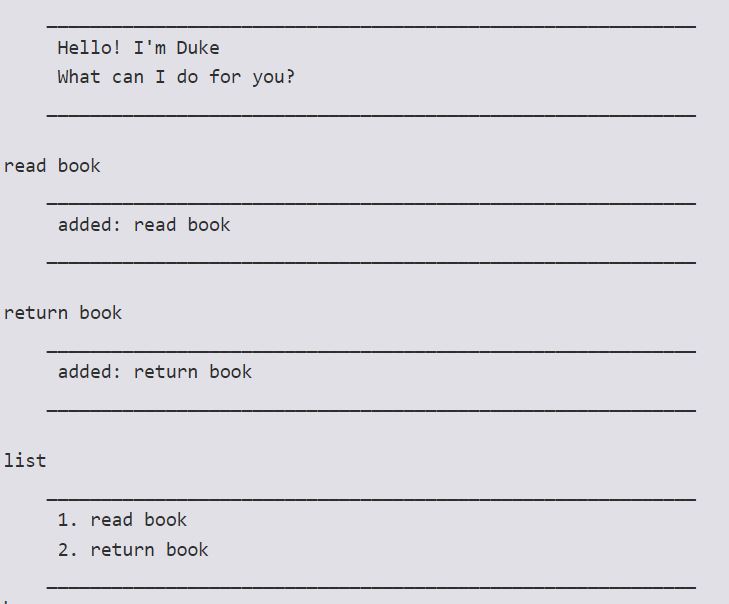 ____________________________________________________________
Hello! I'm Duke
What can I do for you?
____________________________________________________________
read book
____________________________________________________________
added: read book
____________________________________________________________
return book
____________________________________________________________
added: return book
____________________________________________________________
list
____________________________________________________________
1. read book
2. return book
____________________________________________________________